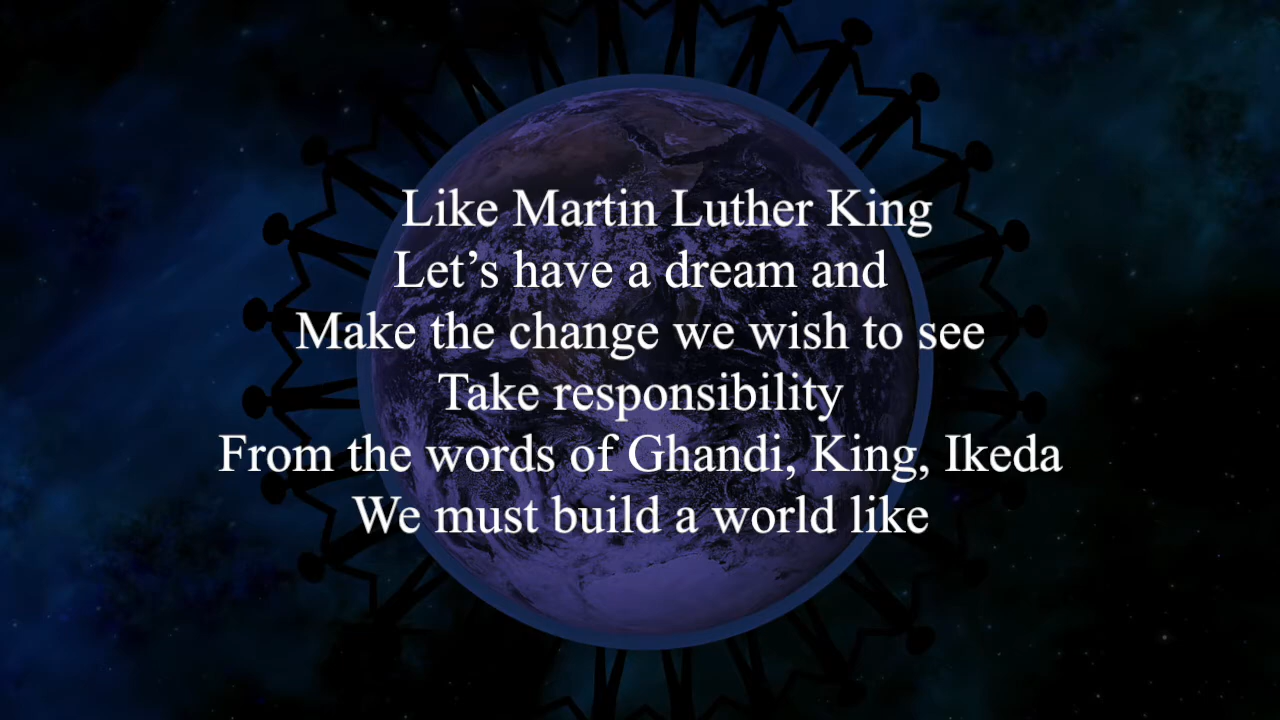 Like Martin Luther King
Let’s have a dream and
Make the change we wish to see
Take responsibility
From the words of Ghandi, King, Ikeda
We must build a world like